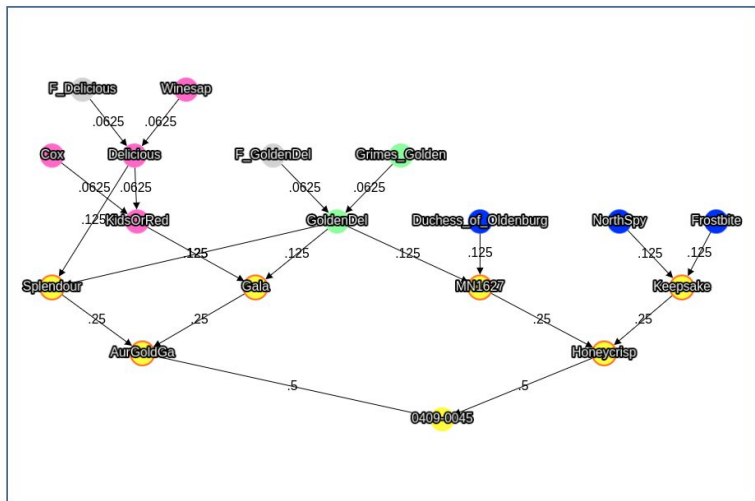 F_Delicious
Winesap
.0625
.0625
Cox
Delicious
F_GoldenDel
Grimes_Golden
.0625
.0625
.0625
.0625
.125
KidsOrRed
GoldenDel
Duchess_of_Oldenburg
NorthSpy
Frostbite
.125
.125
.125
.125
.125
.125
Splendour
Gala
MN1627
Keepsake
.25
.25
.25
.25
AurGoldGa
Honeycrisp
.5
.5
0409-0045